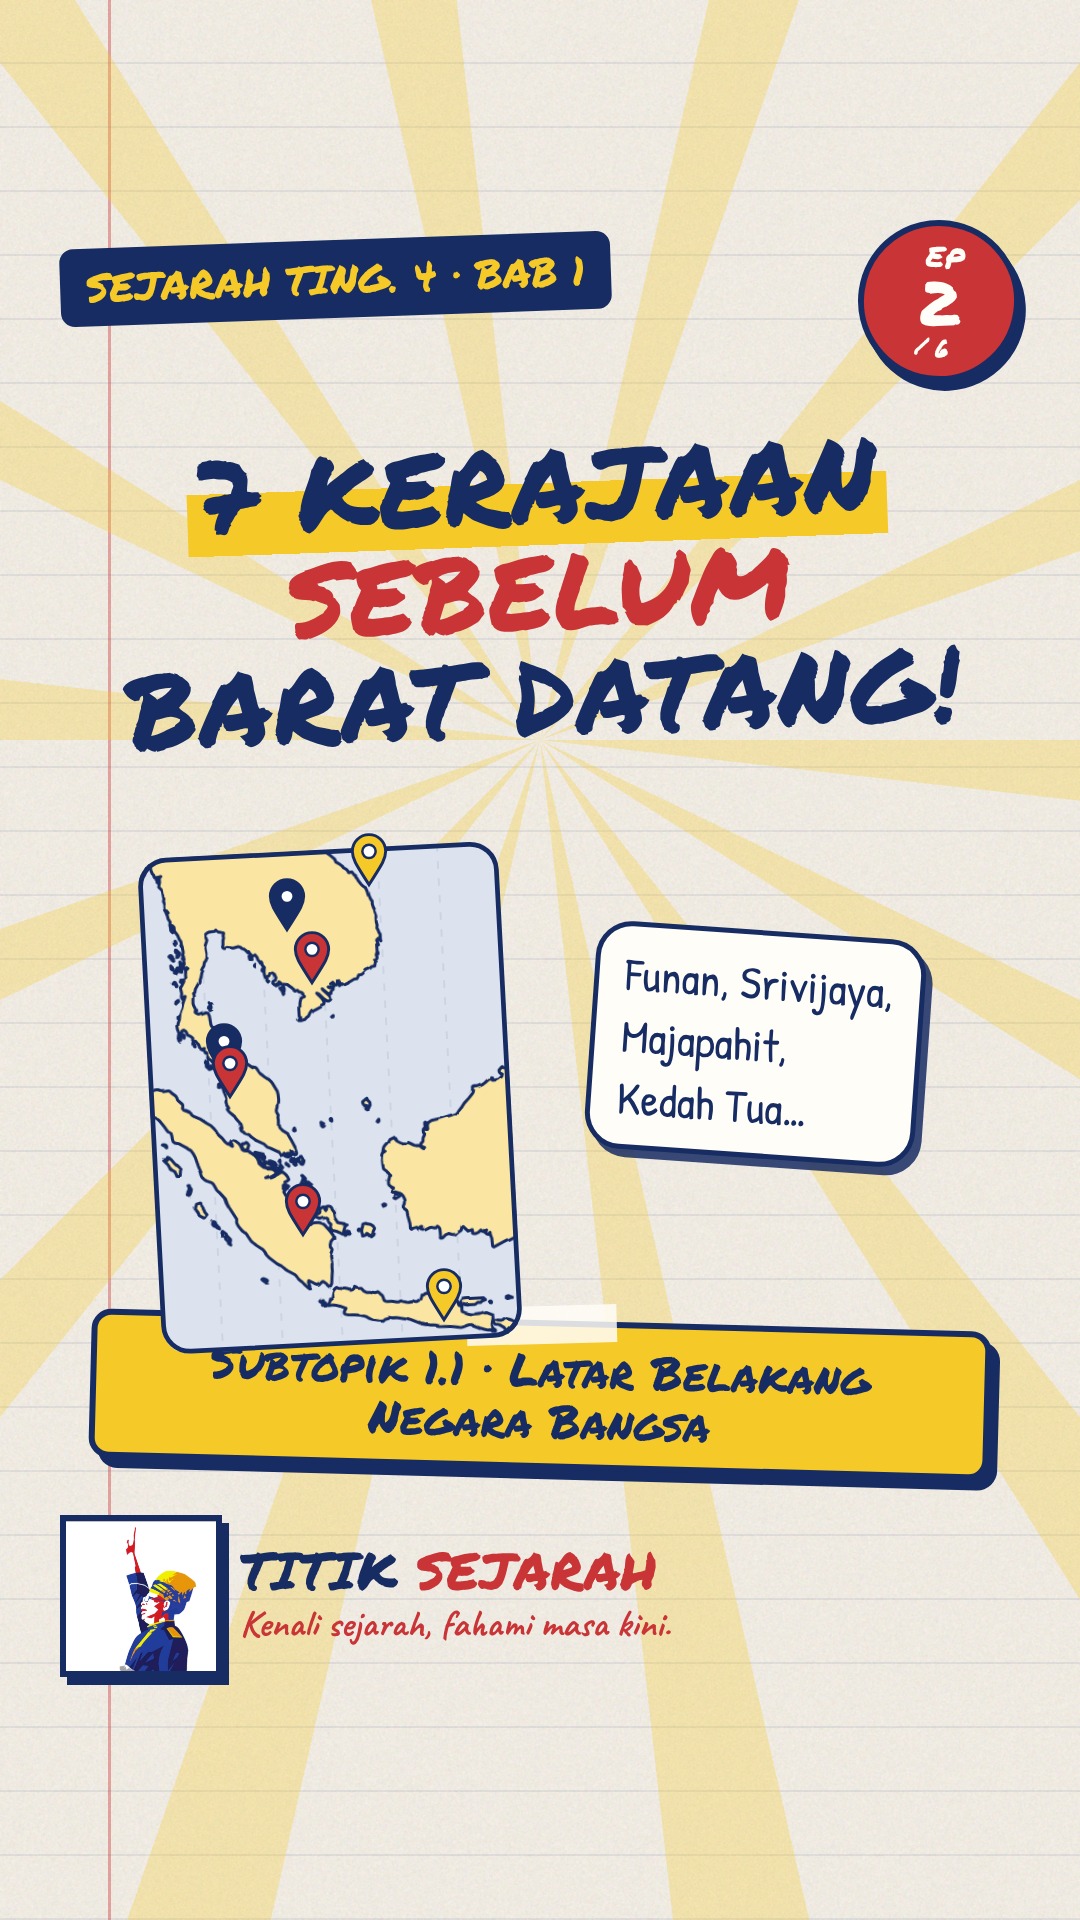 SEJARAH TING. 4 · BAB 1
EP
2
/ 6
7 KERAJAAN
SEBELUM
BARAT DATANG!
Funan, Srivijaya,
Majapahit,
Kedah Tua...
SUBTOPIK 1.1 · LATAR BELAKANG
NEGARA BANGSA
TITIK SEJARAH
Kenali sejarah, fahami masa kini.